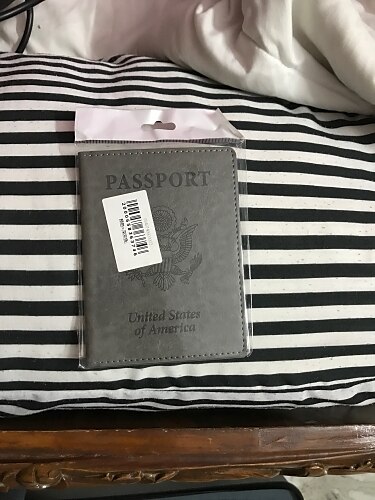 PASSPORT
United States
of America